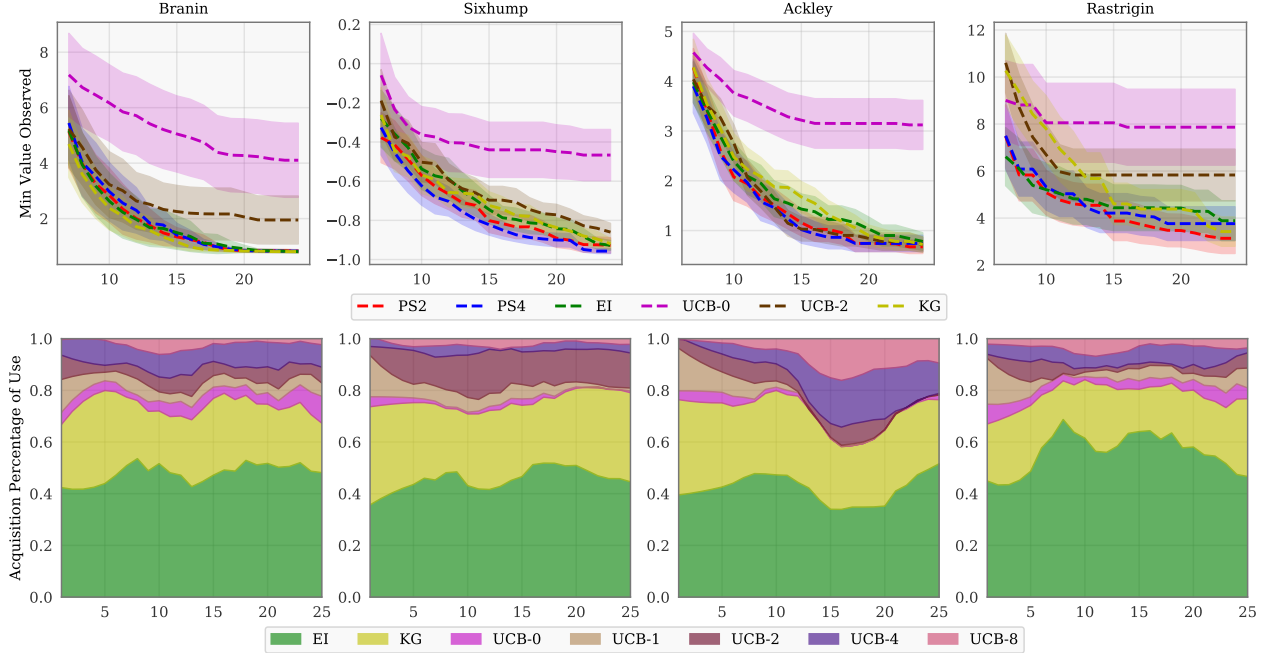 Branin Sixhump Ackley Rastrigin
Min Value Observed
8 6 4 2
10 15 20
0.2 0.0 −0.2 −0.4 −0.6 −0.8 −1.0
10 15 20
5 4 3 2 1
10 15 20
12 10 8 6 4 2
10 15 20
PS2 PS4 EI UCB-0 UCB-2 KG
Acquisition Percentage of Use
1.0 0.8 0.6 0.4 0.2 0.0
5 10 15 20 25
1.0 0.8 0.6 0.4 0.2 0.0
5 10 15 20 25
1.0 0.8 0.6 0.4 0.2 0.0
5 10 15 20 25
1.0 0.8 0.6 0.4 0.2 0.0
5 10 15 20 25
EI KG UCB-0 UCB-1 UCB-2 UCB-4 UCB-8